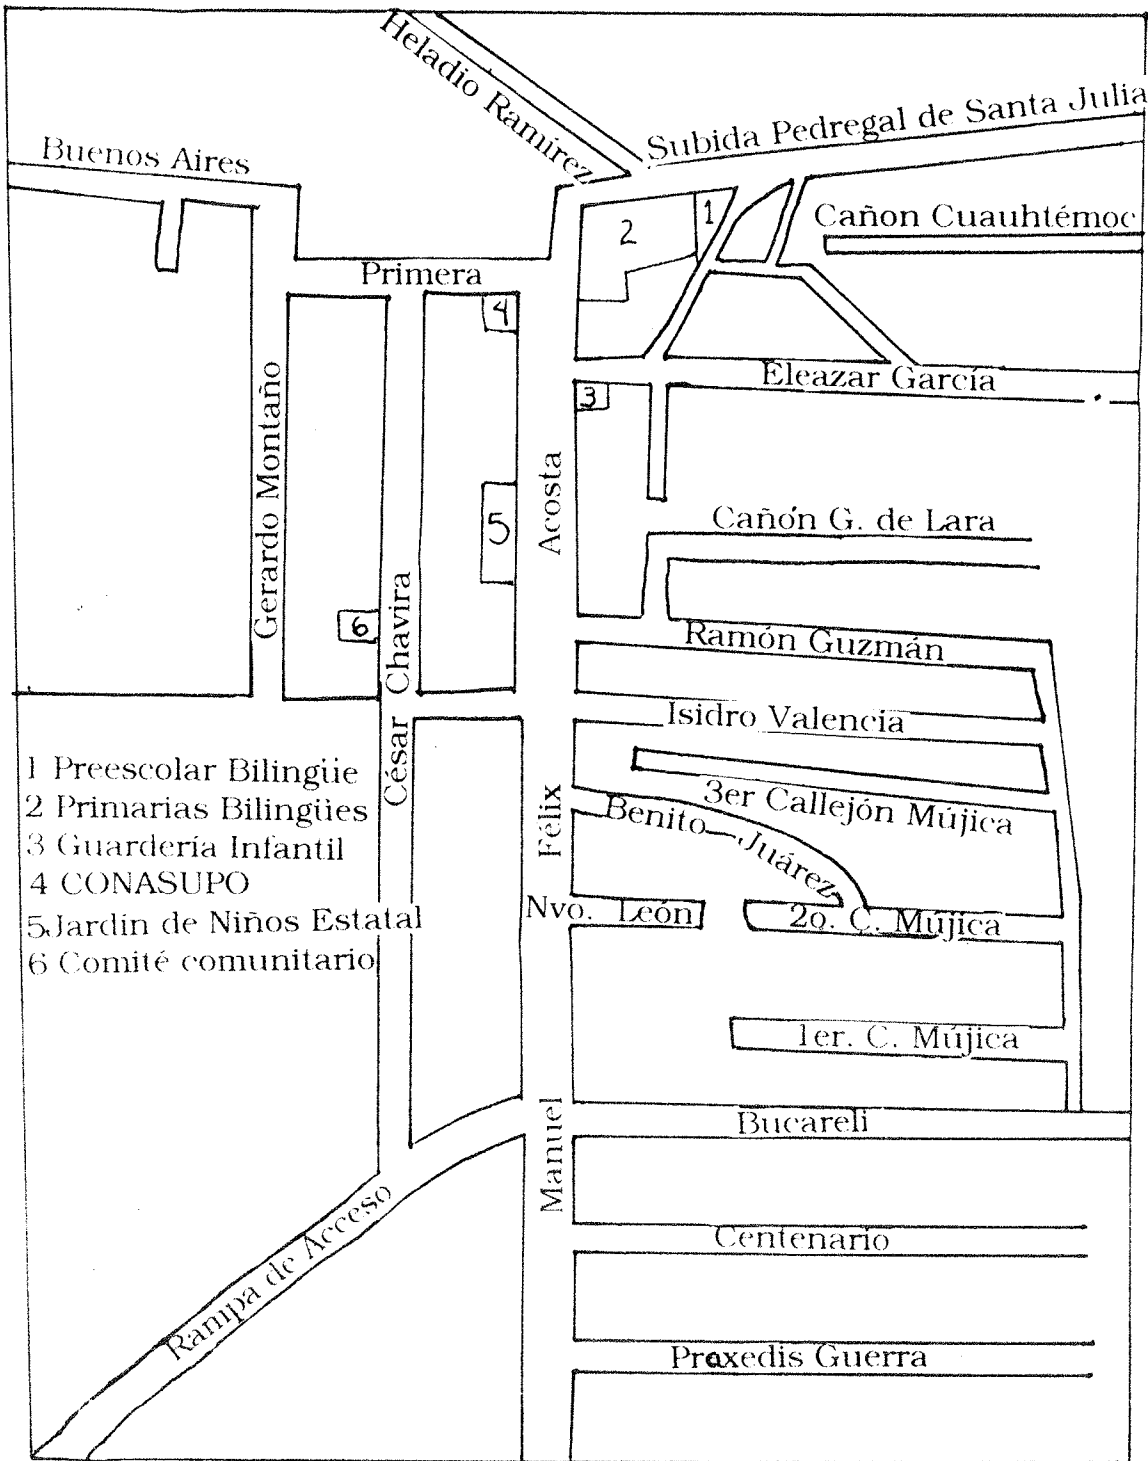 Heladio Ramírez
Subida Pedregal de Santa Julia
Buenos Aires
Cañon Cuauhtémoc
1
2
Primera
4
Eleazar García
3
Gerardo Montaño
Acosta
5
Cañón G. de Lara
6
César Chavira
Ramón Guzmán
Isidro Valencia
1 Preescolar Bilingüe
2 Primarias Bilingües
3 Guardería Infantil
4 CONASUPO
5 Jardín de Niños Estatal
6 Comité comunitario
Félix
3er Callejón Mújica
Benito Juárez
Nvo. León
2o. C. Mújica
1er. C. Mújica
Manuel
Bucareli
Rampa de Acceso
Centenario
Praxedis Guerra